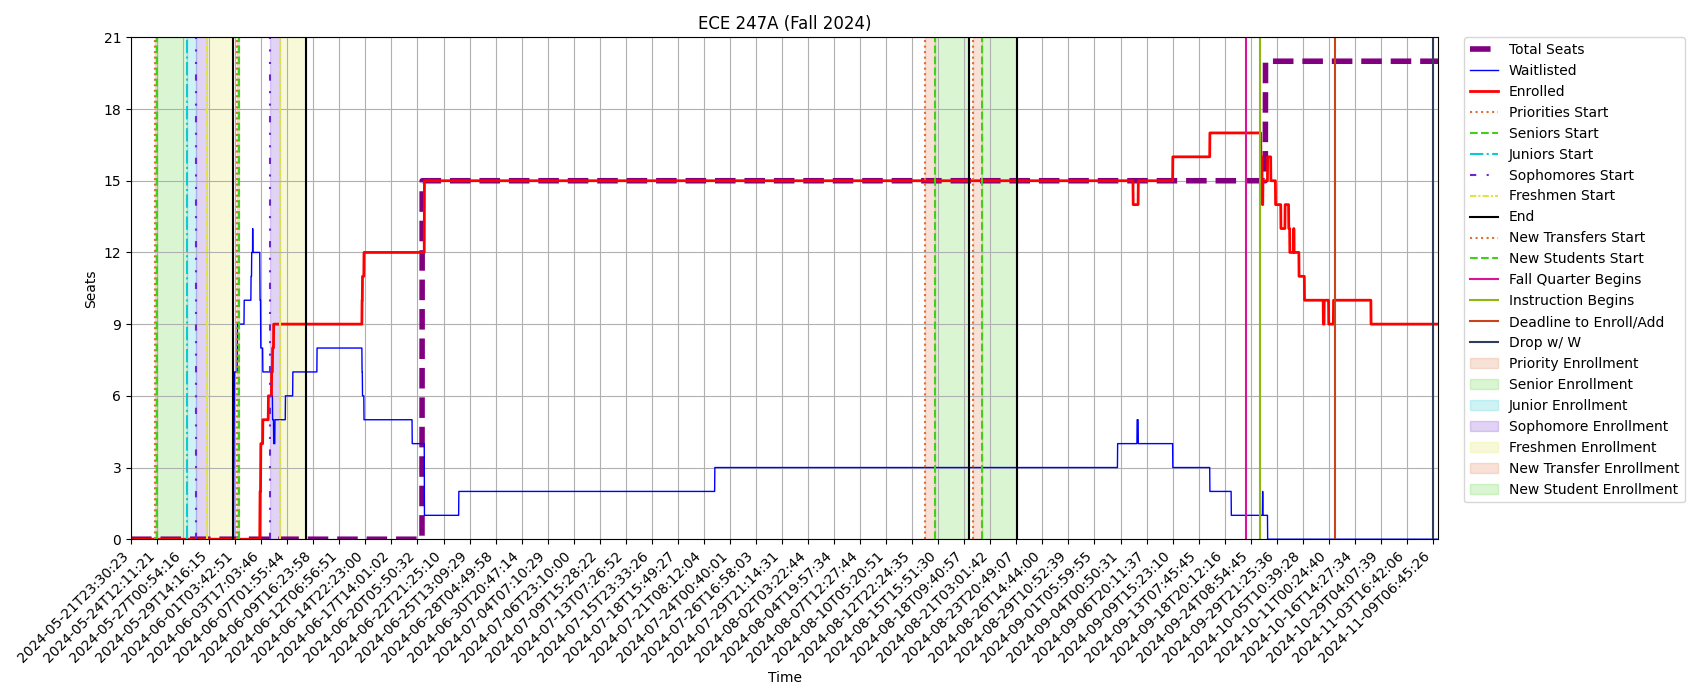 ECE 247A (Fall 2024)
Seats
21
18
15
12
9
6
3
0
2024-05-21T23:30:23
2024-05-24T12:11:21
2024-05-27T00:54:16
2024-05-29T14:16:15
2024-06-01T03:42:51
2024-06-03T17:03:46
2024-06-07T01:55:44
2024-06-09T16:23:58
2024-06-12T06:56:51
2024-06-14T22:23:00
2024-06-17T14:01:02
2024-06-20T05:50:32
2024-06-22T21:25:10
2024-06-25T13:09:29
2024-06-28T04:49:58
2024-06-30T20:47:14
2024-07-04T07:10:29
2024-07-06T23:10:00
2024-07-09T15:28:22
2024-07-13T07:26:52
2024-07-15T23:33:26
2024-07-18T15:49:27
2024-07-21T08:12:04
2024-07-24T00:40:01
2024-07-26T16:58:03
2024-07-29T11:14:31
2024-08-02T03:22:44
2024-08-04T19:57:34
2024-08-07T12:27:44
2024-08-10T05:20:51
2024-08-12T22:24:35
2024-08-15T15:51:30
2024-08-18T09:40:57
2024-08-21T03:01:42
2024-08-23T20:49:07
2024-08-26T14:44:00
2024-08-29T10:52:39
2024-09-01T05:59:55
2024-09-04T00:50:31
2024-09-06T20:11:37
2024-09-10T15:23:10
2024-09-13T07:45:45
2024-09-18T20:12:16
2024-09-24T08:54:45
2024-09-29T21:25:36
2024-10-05T10:39:28
2024-10-11T00:24:40
2024-10-16T14:27:34
2024-10-29T04:07:39
2024-11-03T16:42:06
2024-11-09T06:45:26
Time
Total Seats
Waitlisted
Enrolled
Priorities Start
Seniors Start
Juniors Start
Sophomores Start
Freshmen Start
End
New Transfers Start
New Students Start
Fall Quarter Begins
Instruction Begins
Deadline to Enroll/Add
Drop w/ W
Priority Enrollment
Senior Enrollment
Junior Enrollment
Sophomore Enrollment
Freshmen Enrollment
New Transfer Enrollment
New Student Enrollment